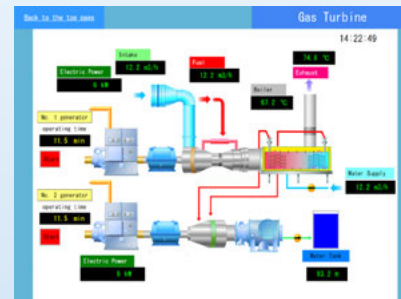 Back to the top page
Gas Turbine
14:22:49
Intake
12.2 m3/h
Fuel
12.2 m3/h
74.6 ℃
Exhaust
Electric Power
6 kW
Boiler
67.2 ℃
No. 1 generator
operating time
11.5 min
Start
Water Supply
12.2 m3/h
No. 2 generator
operating time
11.5 min
Start
Electric Power
6 kW
Water Tank
93.2 m